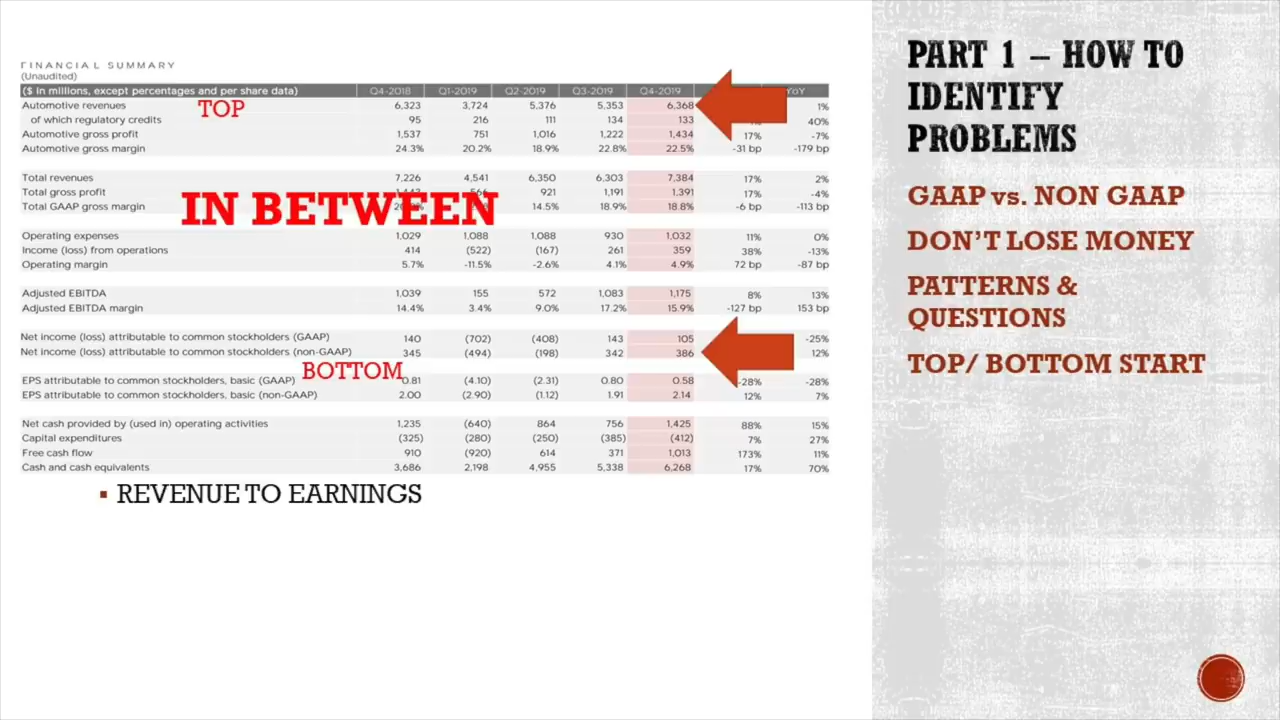 FINANCIAL SUMMARY
(Unaudited)
($ in millions, except percentages and per share data) Q4-2018 Q1-2019 Q2-2019 Q3-2019 Q4-2019 YoY
Automotive revenues 6,323 3,724 5,376 5,353 6,368 1%
TOP
of which regulatory credits 95 216 111 134 133 40%
Automotive gross profit 1,537 751 1,016 1,222 1,434 17% -7%
Automotive gross margin 24.3% 20.2% 18.9% 22.8% 22.5% -31 bp -179 bp
Total revenues 7,226 4,541 6,350 6,303 7,384 17% 2%
Total gross profit 921 1,191 1,391 17% -4%
Total GAAP gross margin 14.5% 18.9% 18.8% -6 bp -113 bp
IN BETWEEN
Operating expenses 1,029 1,088 1,088 930 1,032 11% 0%
Income (loss) from operations 414 (522) (167) 261 359 38% -13%
Operating margin 5.7% -11.5% -2.6% 4.1% 4.9% 72 bp -87 bp
Adjusted EBITDA 1,039 155 572 1,083 1,175 8% 13%
Adjusted EBITDA margin 14.4% 3.4% 9.0% 17.2% 15.9% -127 bp 153 bp
Net income (loss) attributable to common stockholders (GAAP) 140 (702) (408) 143 105 -25%
Net income (loss) attributable to common stockholders (non-GAAP) 345 (494) (198) 342 386 12%
BOTTOM
EPS attributable to common stockholders, basic (GAAP) 0.81 (4.10) (2.31) 0.80 0.58 -28% -28%
EPS attributable to common stockholders, basic (non-GAAP) 2.00 (2.90) (1.12) 1.91 2.14 12% 7%
Net cash provided by (used in) operating activities 1,235 (640) 864 756 1,425 88% 15%
Capital expenditures (325) (280) (250) (385) (412) 7% 27%
Free cash flow 910 (920) 614 371 1,013 173% 11%
Cash and cash equivalents 3,686 2,198 4,955 5,338 6,268 17% 70%
REVENUE TO EARNINGS
PART 1 – HOW TO
IDENTIFY
PROBLEMS
GAAP vs. NON GAAP
DON'T LOSE MONEY
PATTERNS &
QUESTIONS
TOP/ BOTTOM START